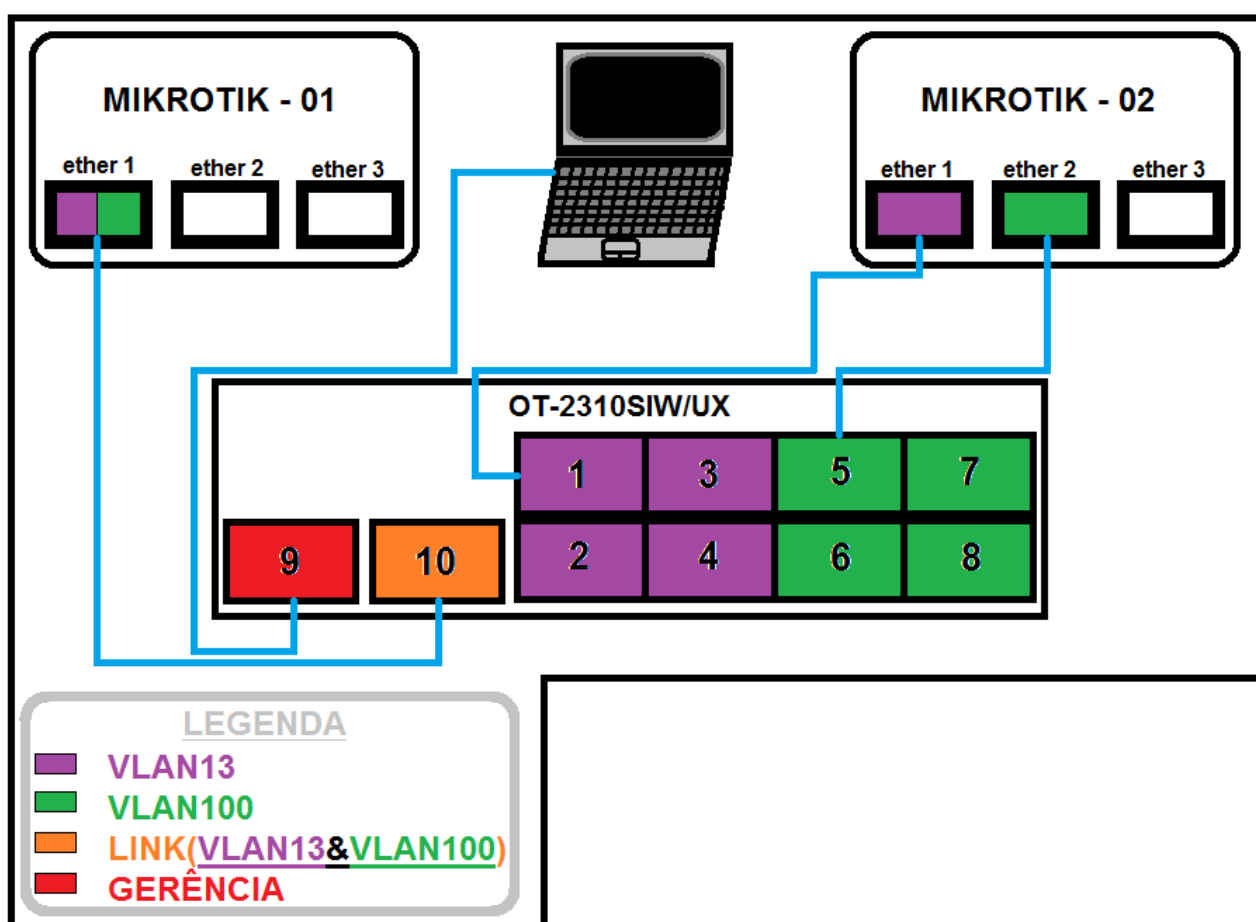 MIKROTIK - 01
ether 1 ether 2 ether 3
MIKROTIK - 02
ether 1 ether 2 ether 3
OT-2310SIW/UX
1 3 5 7
2 4 6 8
9 10
LEGENDA
VLAN13
VLAN100
LINK(VLAN13&VLAN100)
GERÊNCIA